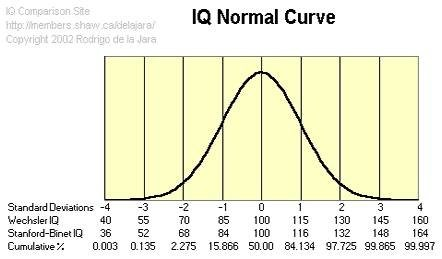 IQ Comparison Site
http://members.shaw.ca/delajara/
Copyright 2002 Rodrigo de la Jara
IQ Normal Curve
Standard Deviations -4 -3 -2 -1 0 1 2 3 4
Wechsler IQ 40 55 70 85 100 115 130 145 160
Stanford-Binet IQ 36 52 68 84 100 116 132 148 164
Cumulative % 0.003 0.135 2.275 15.866 50.00 84.134 97.725 99.865 99.997